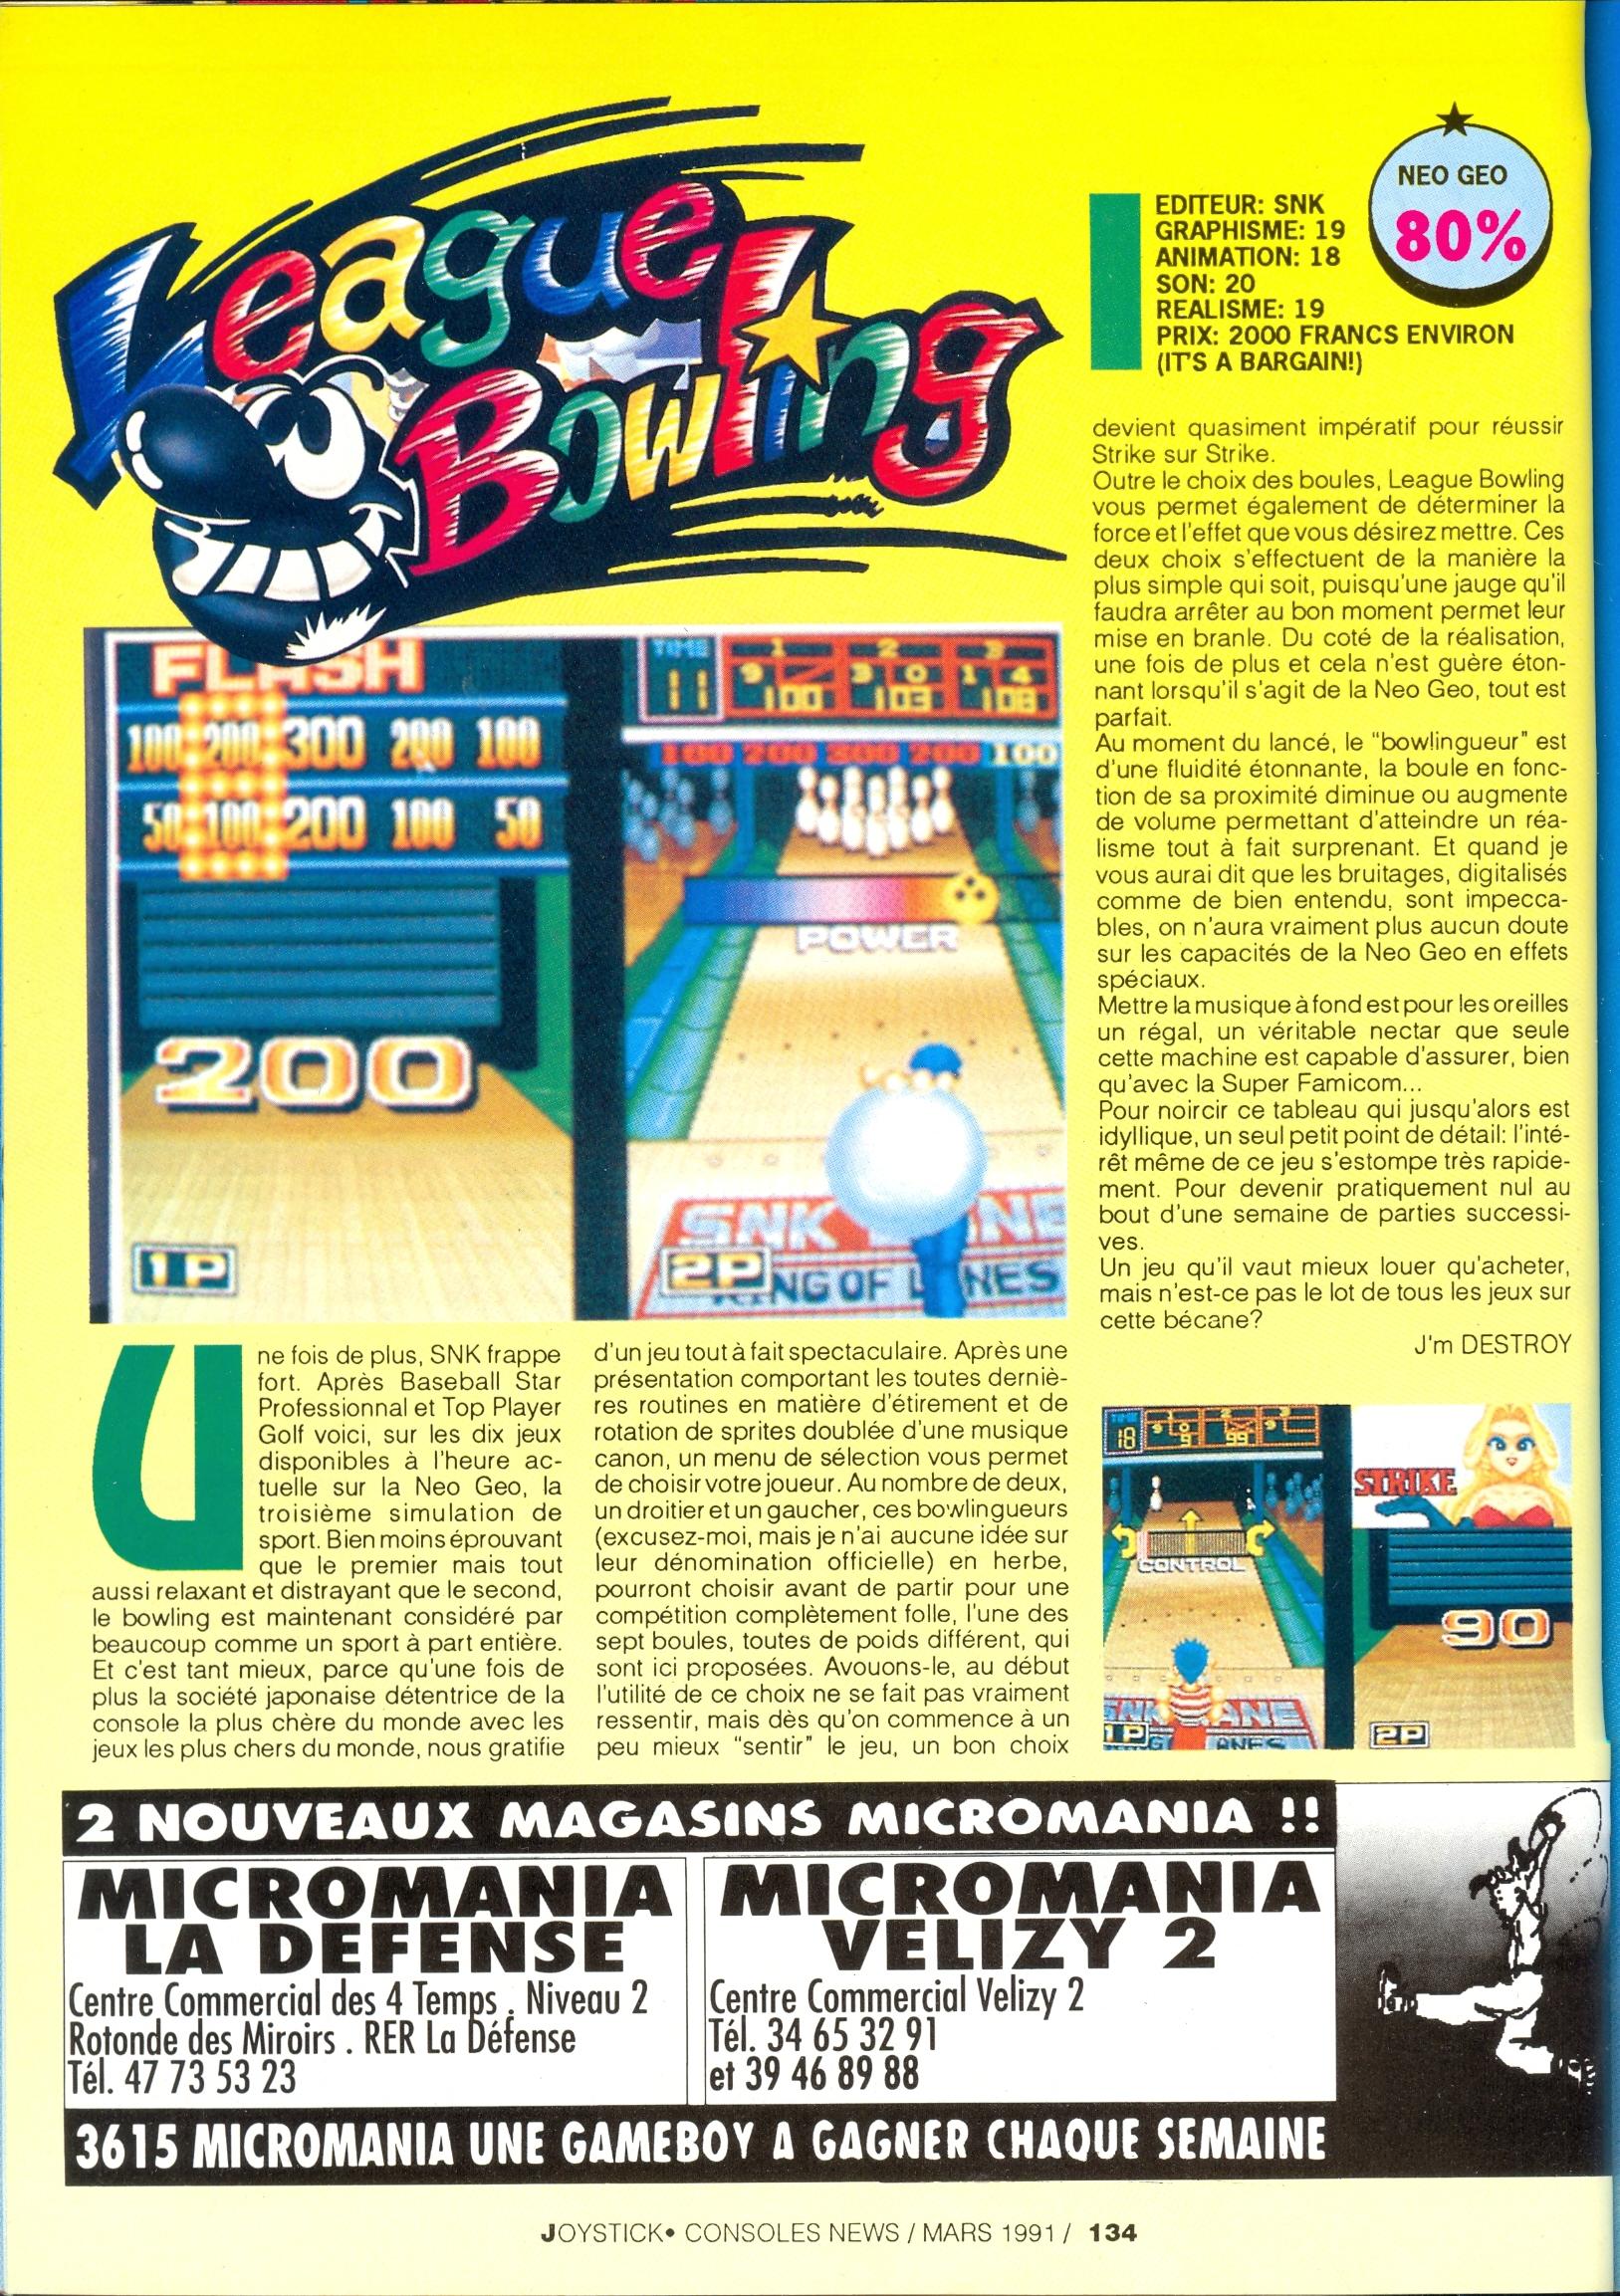 League
Bowling
NEO GEO
80%
EDITEUR: SNK
GRAPHISME: 19
ANIMATION: 18
SON: 20
REALISME: 19
PRIX: 2000 FRANCS ENVIRON
(IT'S A BARGAIN!)
FLASH
100 200 300 200 100
50 100 200 100 50
200
1P
TIME
11
1 2 3
9 3 0 1 4
100 103 108
100 200 300 200 100
POWER
SNK
2P
NG OF L NES
Une fois de plus, SNK frappe
fort. Après Baseball Star
Professionnal et Top Player
Golf voici, sur les dix jeux
disponibles à l'heure ac-
tuelle sur la Neo Geo, la
troisième simulation de
sport. Bien moins éprouvant
que le premier mais tout
aussi relaxant et distrayant que le second,
le bowling est maintenant considéré par
beaucoup comme un sport à part entière.
Et c'est tant mieux, parce qu'une fois de
plus la société japonaise détentrice de la
console la plus chère du monde avec les
jeux les plus chers du monde, nous gratifie
d'un jeu tout à fait spectaculaire. Après une
présentation comportant les toutes derniè-
res routines en matière d'étirement et de
rotation de sprites doublée d'une musique
canon, un menu de sélection vous permet
de choisir votre joueur. Au nombre de deux,
un droitier et un gaucher, ces bowlingueurs
(excusez-moi, mais je n'ai aucune idée sur
leur dénomination officielle) en herbe,
pourront choisir avant de partir pour une
compétition complètement folle, l'une des
sept boules, toutes de poids différent, qui
sont ici proposées. Avouons-le, au début
l'utilité de ce choix ne se fait pas vraiment
ressentir, mais dès qu'on commence à un
peu mieux "sentir" le jeu, un bon choix
devient quasiment impératif pour réussir
Strike sur Strike.
Outre le choix des boules, League Bowling
vous permet également de déterminer la
force et l'effet que vous désirez mettre. Ces
deux choix s'effectuent de la manière la
plus simple qui soit, puisqu'une jauge qu'il
faudra arrêter au bon moment permet leur
mise en branle. Du coté de la réalisation,
une fois de plus et cela n'est guère éton-
nant lorsqu'il s'agit de la Neo Geo, tout est
parfait.
Au moment du lancé, le "bowlingueur" est
d'une fluidité étonnante, la boule en fonc-
tion de sa proximité diminue ou augmente
de volume permettant d'atteindre un réa-
lisme tout à fait surprenant. Et quand je
vous aurai dit que les bruitages, digitalisés
comme de bien entendu, sont impecca-
bles, on n'aura vraiment plus aucun doute
sur les capacités de la Neo Geo en effets
spéciaux.
Mettre la musique à fond est pour les oreilles
un régal, un véritable nectar que seule
cette machine est capable d'assurer, bien
qu'avec la Super Famicom...
Pour noircir ce tableau qui jusqu'alors est
idyllique, un seul petit point de détail: l'inté-
rêt même de ce jeu s'estompe très rapide-
ment. Pour devenir pratiquement nul au
bout d'une semaine de parties successi-
ves.
Un jeu qu'il vaut mieux louer qu'acheter,
mais n'est-ce pas le lot de tous les jeux sur
cette bécane?
J'm DESTROY
TIME
18
CONTROL
1P
STRIKE
90
2P
2 NOUVEAUX MAGASINS MICROMANIA !!
MICROMANIA
LA DEFENSE
Centre Commercial des 4 Temps . Niveau 2
Rotonde des Miroirs . RER La Défense
Tél. 47 73 53 23
MICROMANIA
VELIZY 2
Centre Commercial Velizy 2
Tél. 34 65 32 91
et 39 46 89 88
3615 MICROMANIA UNE GAMEBOY A GAGNER CHAQUE SEMAINE
JOYSTICK• CONSOLES NEWS / MARS 1991 / 134